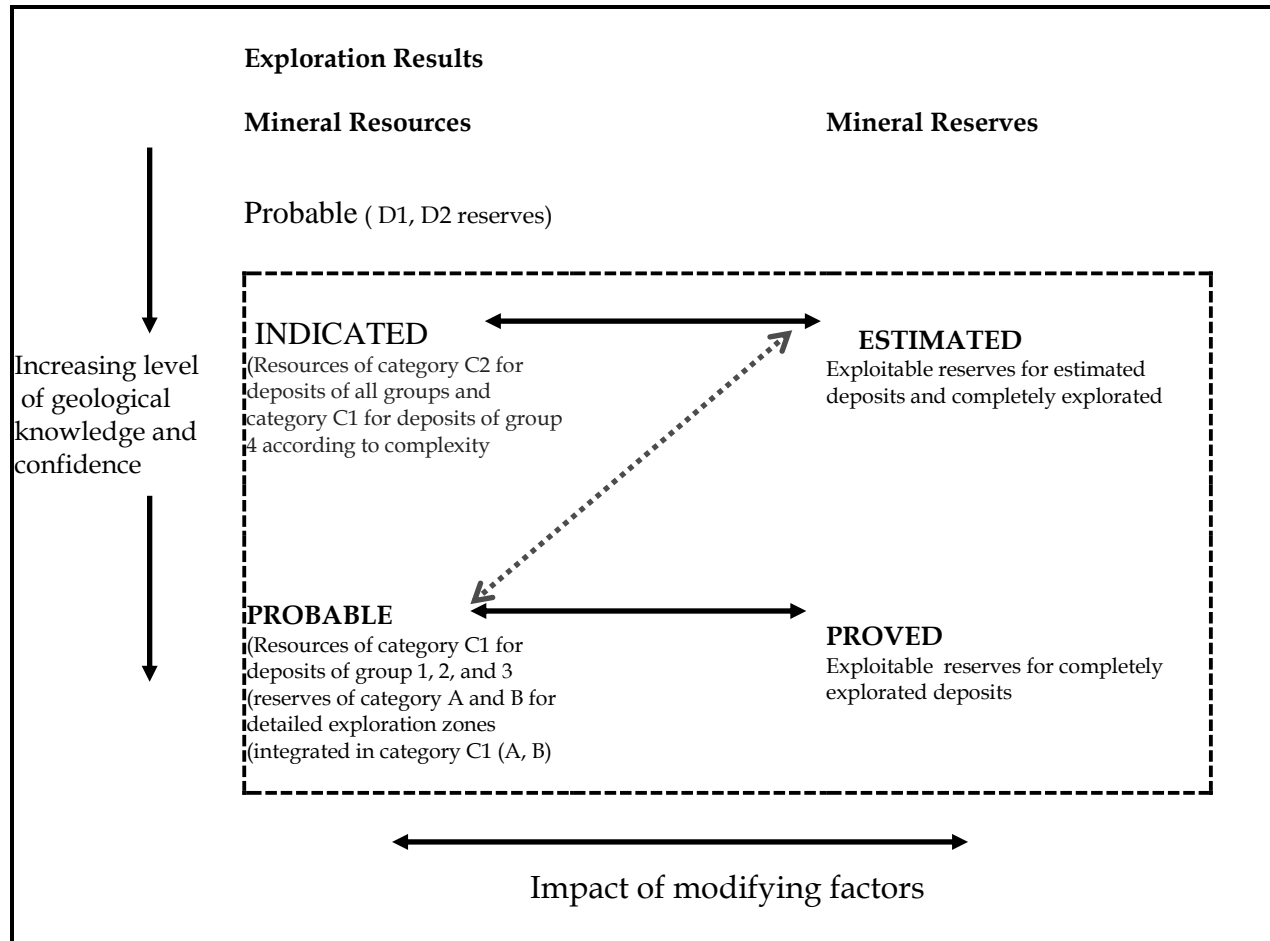 Exploration Results
Mineral Resources
Mineral Reserves
Probable ( D1, D2 reserves)
Increasing level
of geological
knowledge and
confidence
INDICATED
(Resources of category C2 for
deposits of all groups and
category C1 for deposits of group
4 according to complexity
ESTIMATED
Exploitable reserves for estimated
deposits and completely explorated
PROBABLE
(Resources of category C1 for
deposits of group 1, 2, and 3
(reserves of category A and B for
detailed exploration zones
(integrated in category C1 (A, B)
PROVED
Exploitable reserves for completely
explorated deposits
Impact of modifying factors